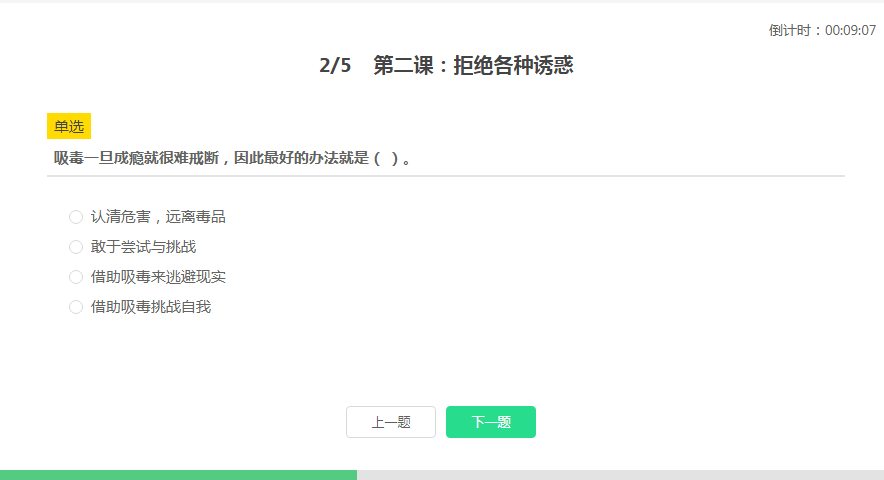 倒计时：00:09:07
2/5 第二课：拒绝各种诱惑
单选
吸毒一旦成瘾就很难戒断，因此最好的办法就是（ ）。
认清危害，远离毒品
敢于尝试与挑战
借助吸毒来逃避现实
借助吸毒挑战自我
上一题 下一题